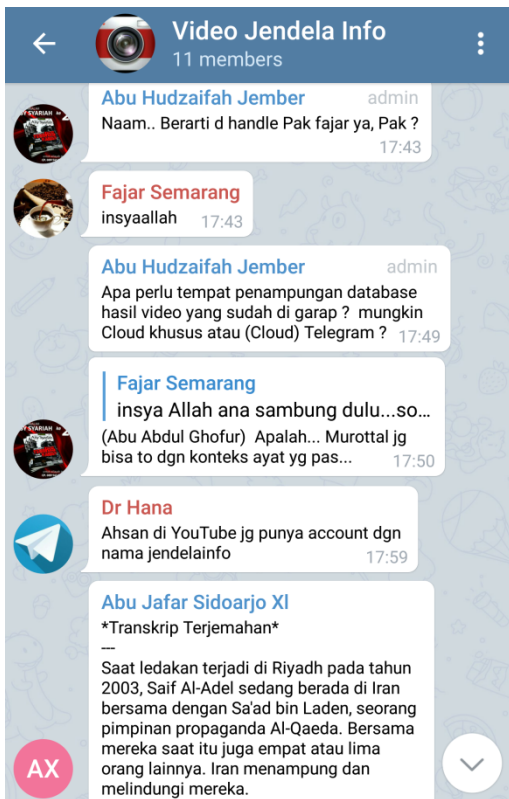 Video Jendela Info
11 members
Abu Hudzaifah Jember admin
Naam.. Berarti d handle Pak fajar ya, Pak ?
17:43
Fajar Semarang
insyaallah 17:43
Abu Hudzaifah Jember admin
Apa perlu tempat penampungan database
hasil video yang sudah di garap ? mungkin
Cloud khusus atau (Cloud) Telegram ? 17:49
Fajar Semarang
insya Allah ana sambung dulu...so...
(Abu Abdul Ghofur) Apalah... Murottal jg
bisa to dgn konteks ayat yg pas... 17:50
Dr Hana
Ahsan di YouTube jg punya account dgn
nama jendelainfo 17:59
Abu Jafar Sidoarjo Xl
*Transkrip Terjemahan*
---
Saat ledakan terjadi di Riyadh pada tahun
2003, Saif Al-Adel sedang berada di Iran
bersama dengan Sa'ad bin Laden, seorang
pimpinan propaganda Al-Qaeda. Bersama
mereka saat itu juga empat atau lima
orang lainnya. Iran menampung dan
melindungi mereka.
AX